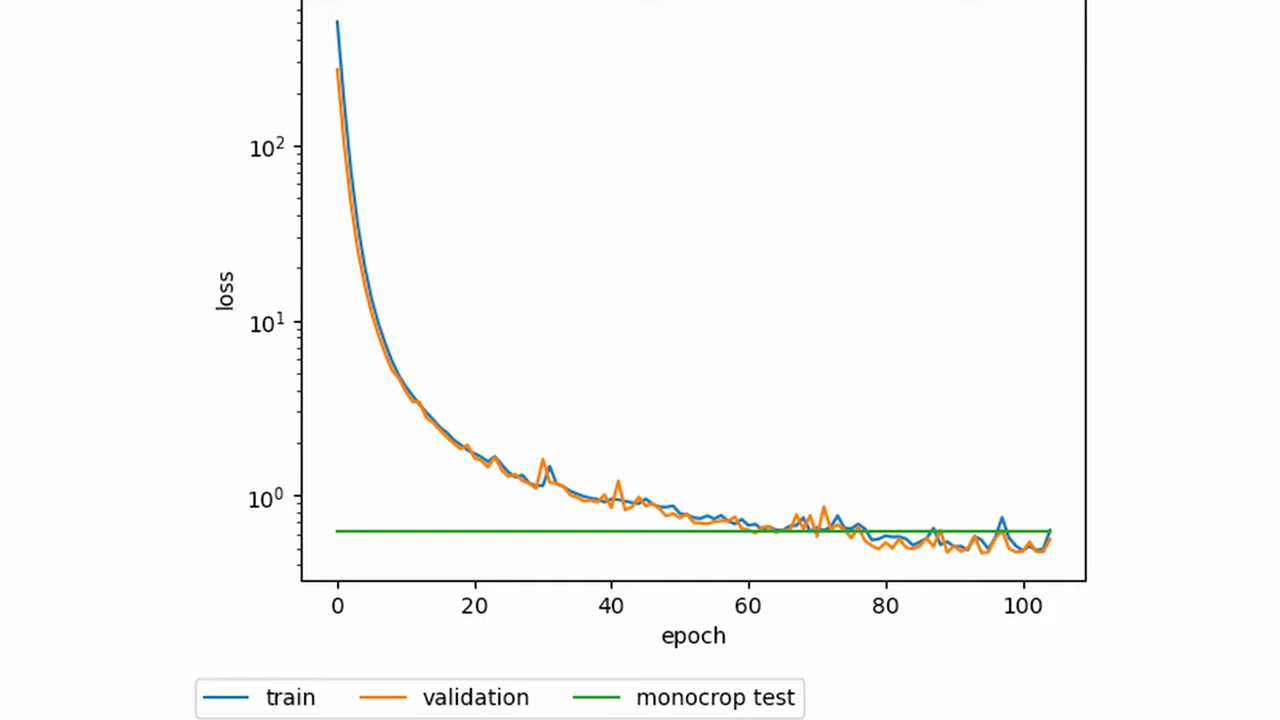 10²
10¹
10⁰
loss
0 20 40 60 80 100
epoch
train validation monocrop test